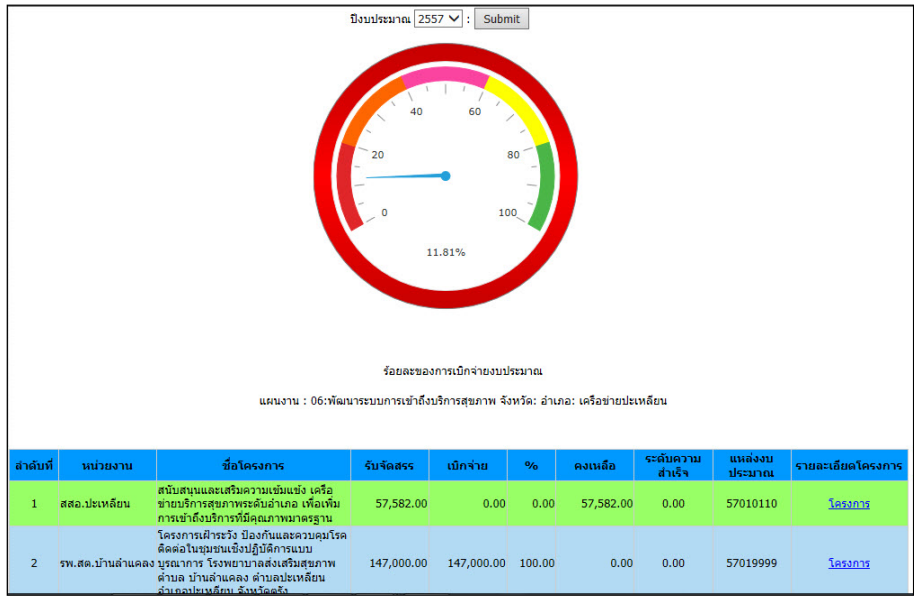 ปีงบประมาณ 2557 : Submit
40 60
20 80
0 100
11.81%
ร้อยละของการเบิกจ่ายงบประมาณ
แผนงาน : 06:พัฒนาระบบการเข้าถึงบริการสุขภาพ จังหวัด: อำเภอ: เครือข่ายปะเหลียน
ลำดับที่ หน่วยงาน ชื่อโครงการ รับจัดสรร เบิกจ่าย % คงเหลือ ระดับความ แหล่งงบ รายละเอียดโครงการ
สำเร็จ ประมาณ
สนับสนุนและเสริมความเข้มแข้ง เครือ
1 สสอ.ปะเหลียน ข่ายบริการสุขภาพระดับอำเภอ เพื่อเพิ่ม 57,582.00 0.00 0.00 57,582.00 0.00 57010110 โครงการ
การเข้าถึงบริการที่มีคุณภาพมาตรฐาน
โครงการเฝ้าระวัง ป้องกันและควบคุมโรค
ติดต่อในชุมชนเชิงปฏิบัติการแบบ
2 รพ.สต.บ้านลำแคลง บูรณาการ โรงพยาบาลส่งเสริมสุขภาพ 147,000.00 147,000.00 100.00 0.00 0.00 57019999 โครงการ
ตำบล บ้านลำแคลง ตำบลปะเหลียน
อำเภอปะเหลียน จังหวัดตรัง